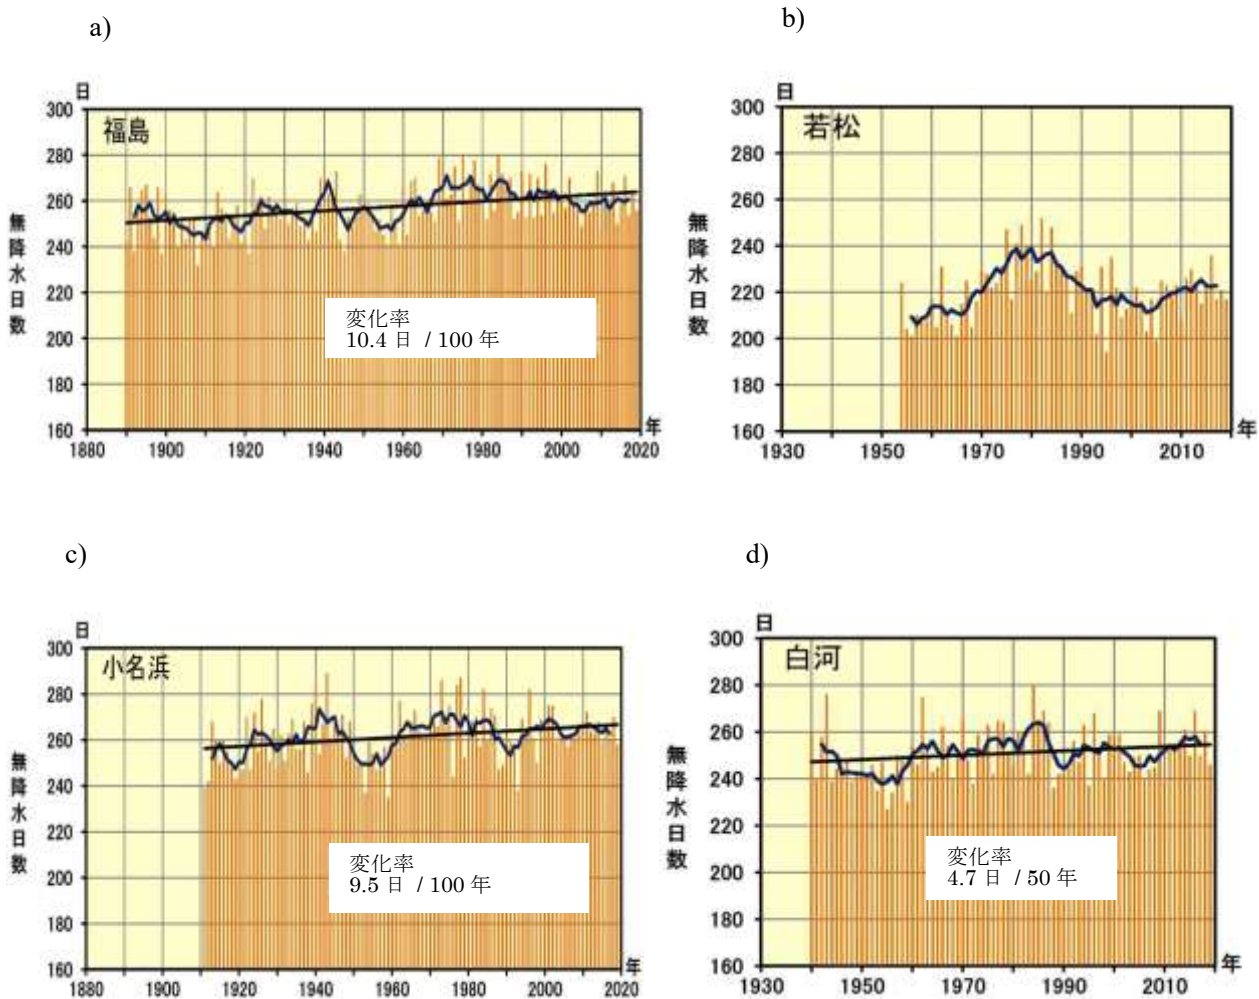 a)
日
300
福島
280
260
240
220
200
180
160
無降水日数
変化率
10.4 日 / 100 年
1880
1900
1920
1940
1960
1980
2000
2020
年
b)
日
300
若松
280
260
240
220
200
180
160
無降水日数
1930
1950
1970
1990
2010
年
c)
日
300
小名浜
280
260
240
220
200
180
160
無降水日数
変化率
9.5 日 / 100 年
1880
1900
1920
1940
1960
1980
2000
2020
年
d)
日
300
白河
280
260
240
220
200
180
160
無降水日数
変化率
4.7 日 / 50 年
1930
1950
1970
1990
2010
年